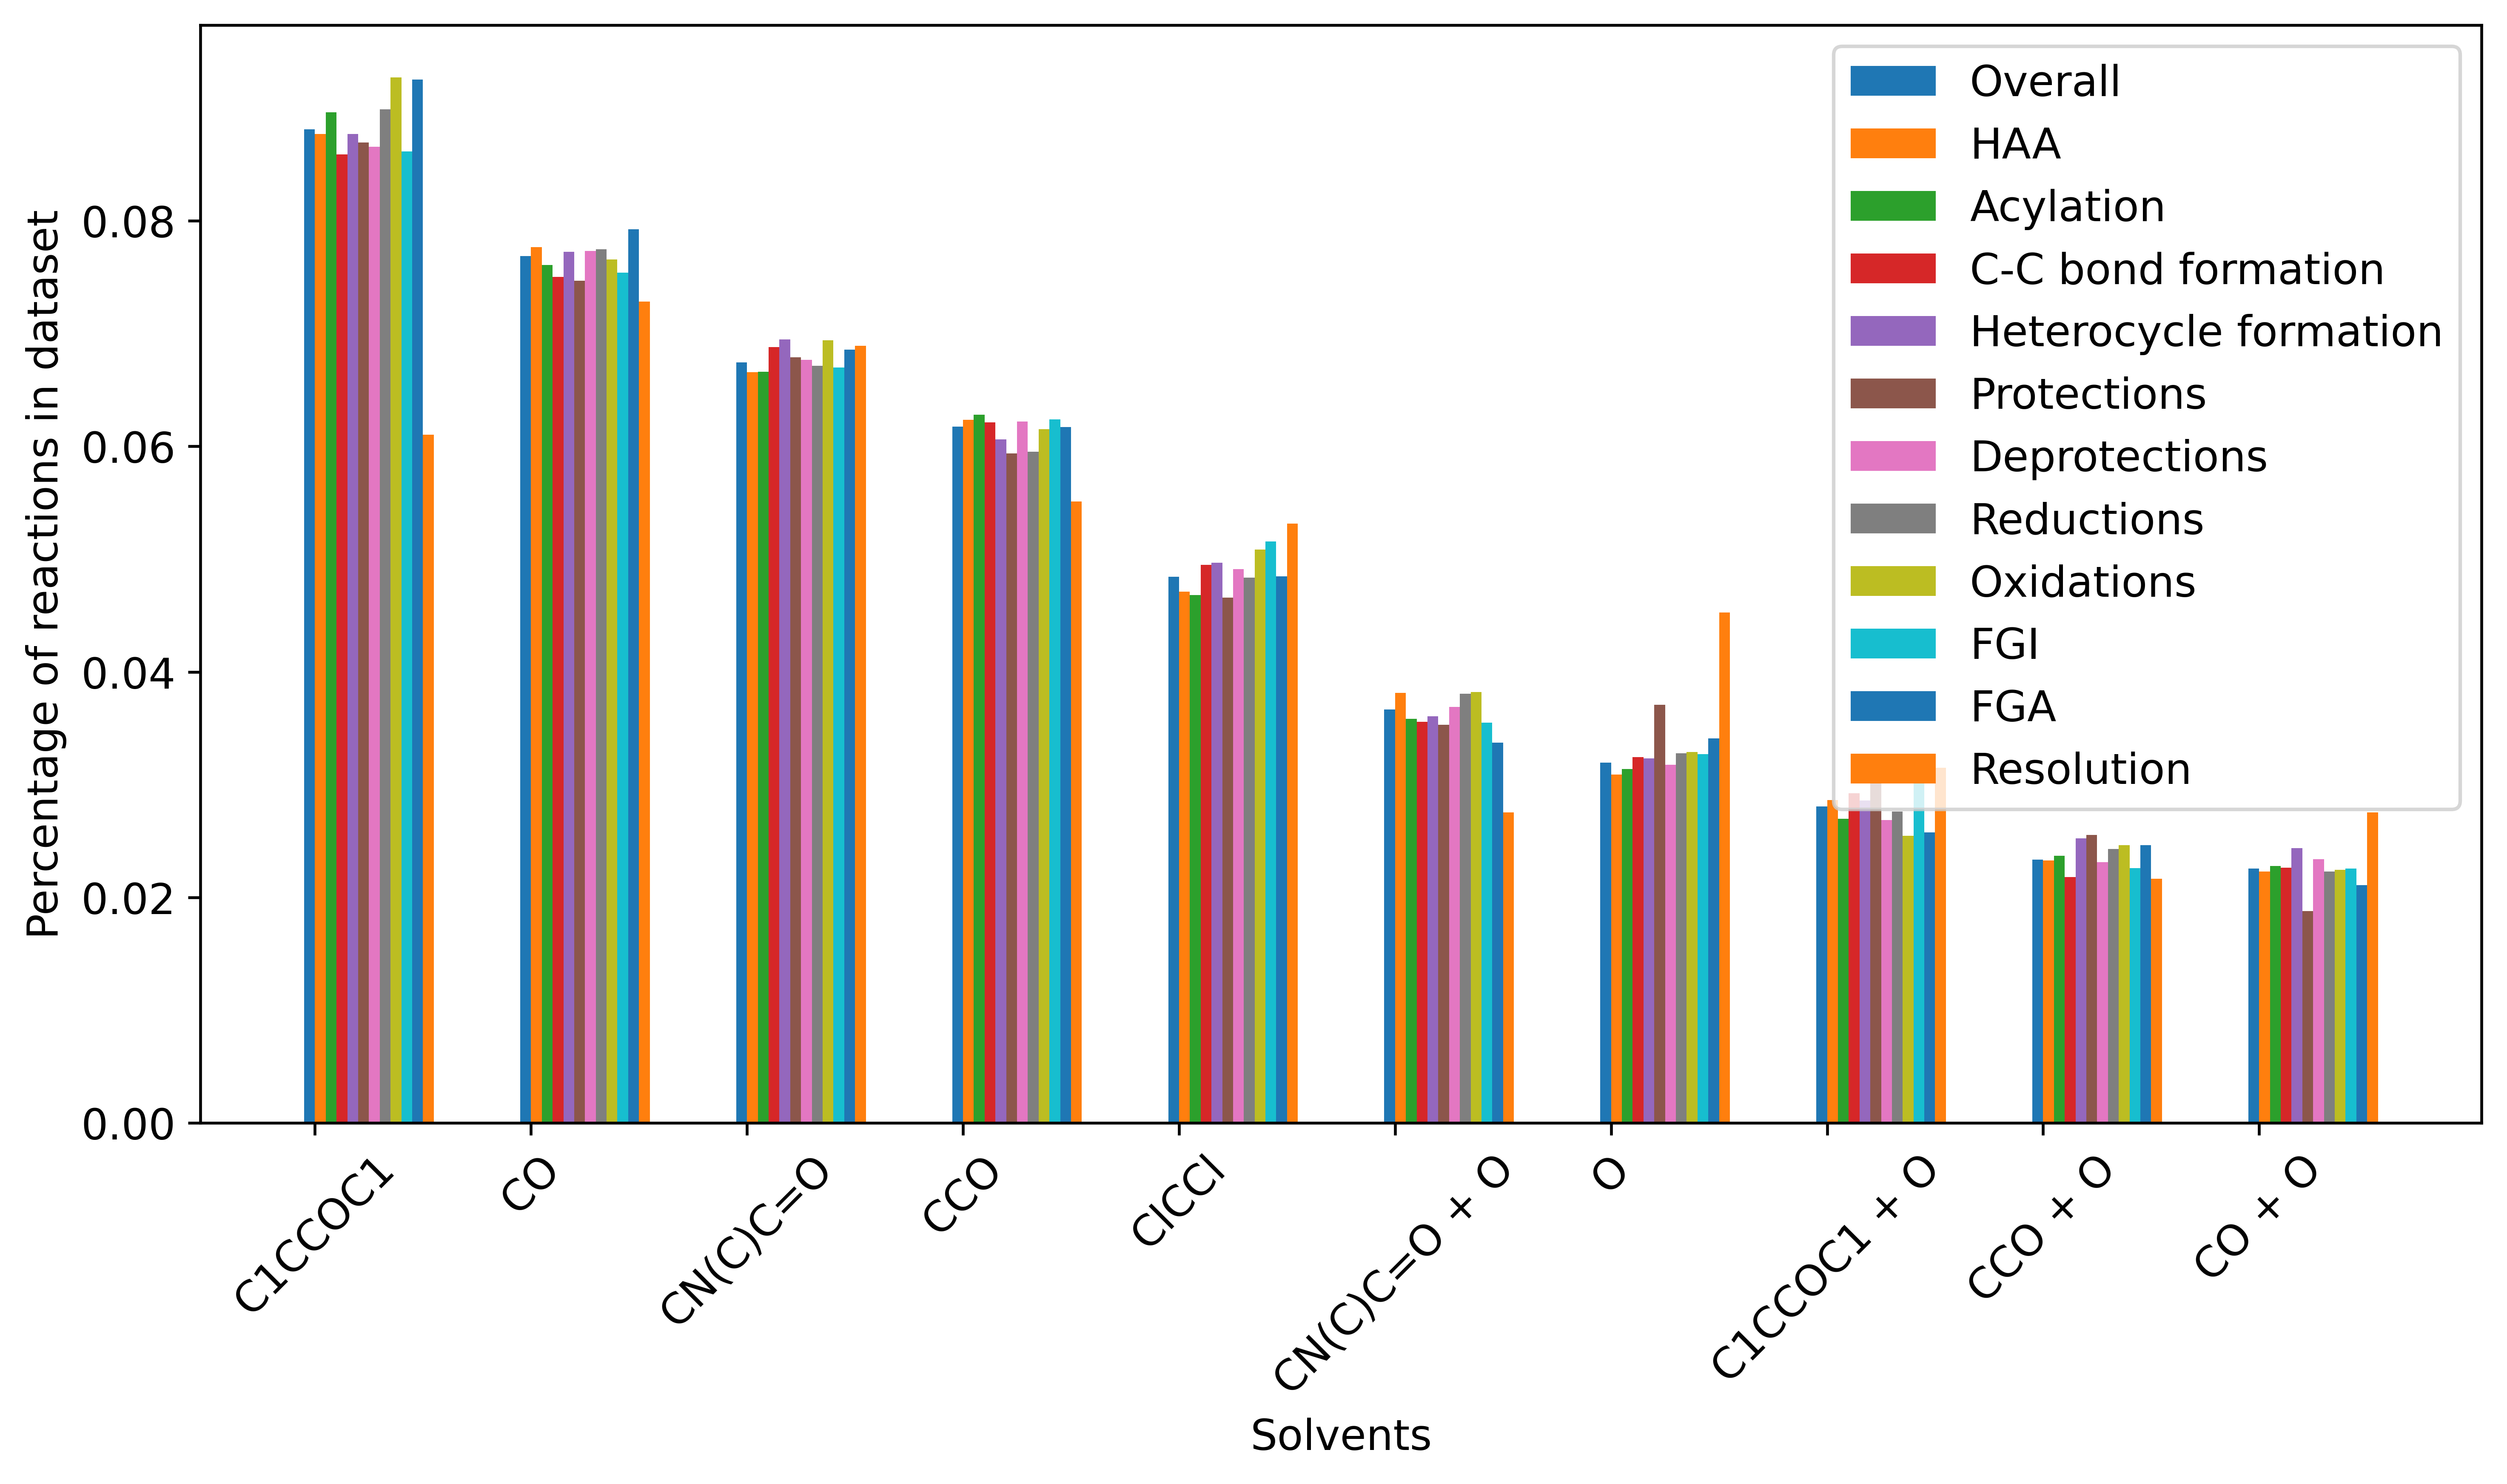 Percentage of reactions in dataset
0.08
0.06
0.04
0.02
0.00
Overall
HAA
Acylation
C-C bond formation
Heterocycle formation
Protections
Deprotections
Reductions
Oxidations
FGI
FGA
Resolution
C1CCOC1
CO
CN(C)C=O
CCO
ClCCl
CN(C)C=O + O
O
C1CCOC1 + O
CCO + O
CO + O
Solvents